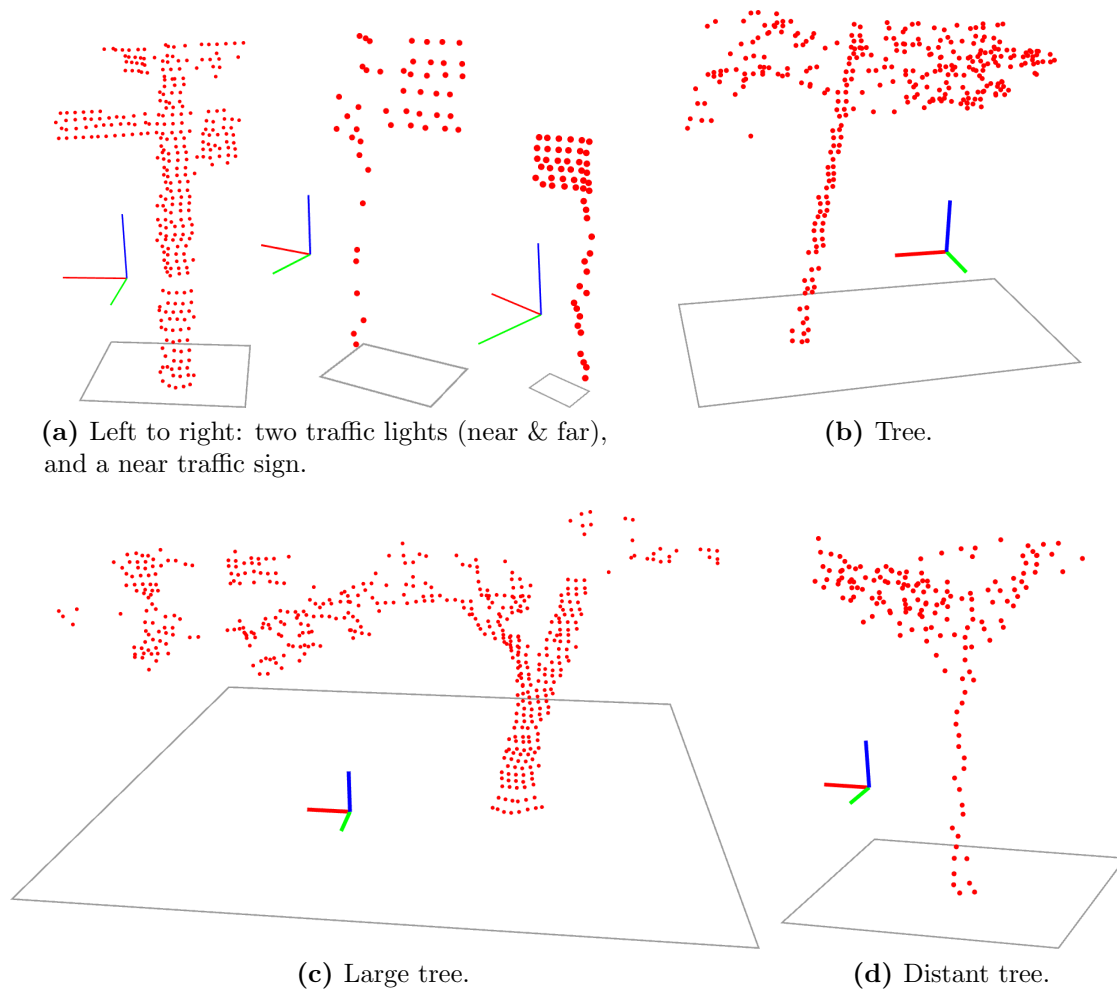 (a) Left to right: two traffic lights (near & far),
and a near traffic sign.
(b) Tree.
(c) Large tree.
(d) Distant tree.